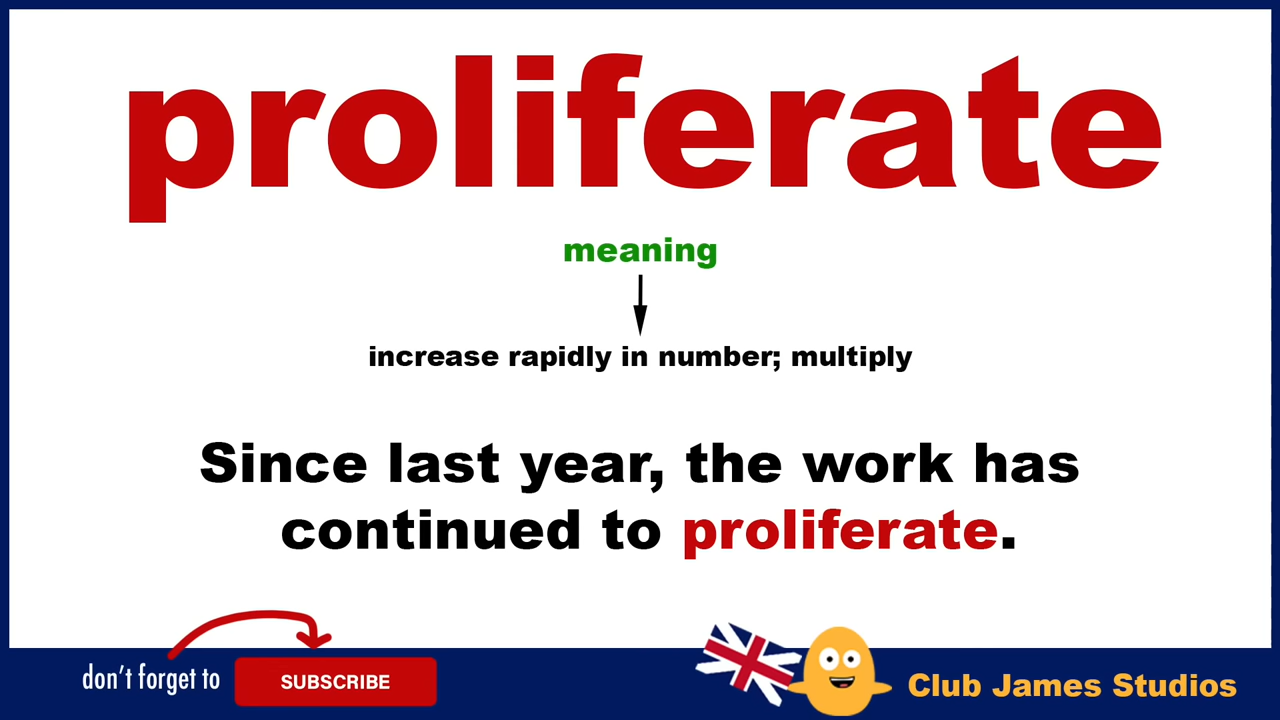 proliferate
meaning
increase rapidly in number; multiply
Since last year, the work has
continued to proliferate.
don't forget to
SUBSCRIBE
Club James Studios